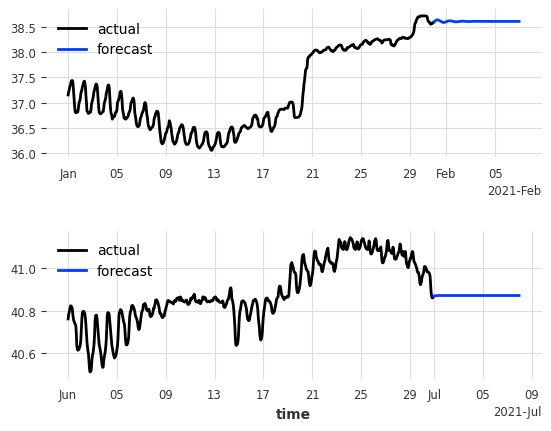 38.5
38.0
37.5
37.0
36.5
36.0
actual
forecast
Jan 05 09 13 17 21 25 29 Feb 05
2021-Feb
41.0
40.8
40.6
actual
forecast
Jun 05 09 13 17 21 25 29 Jul 05 09
2021-Jul
time